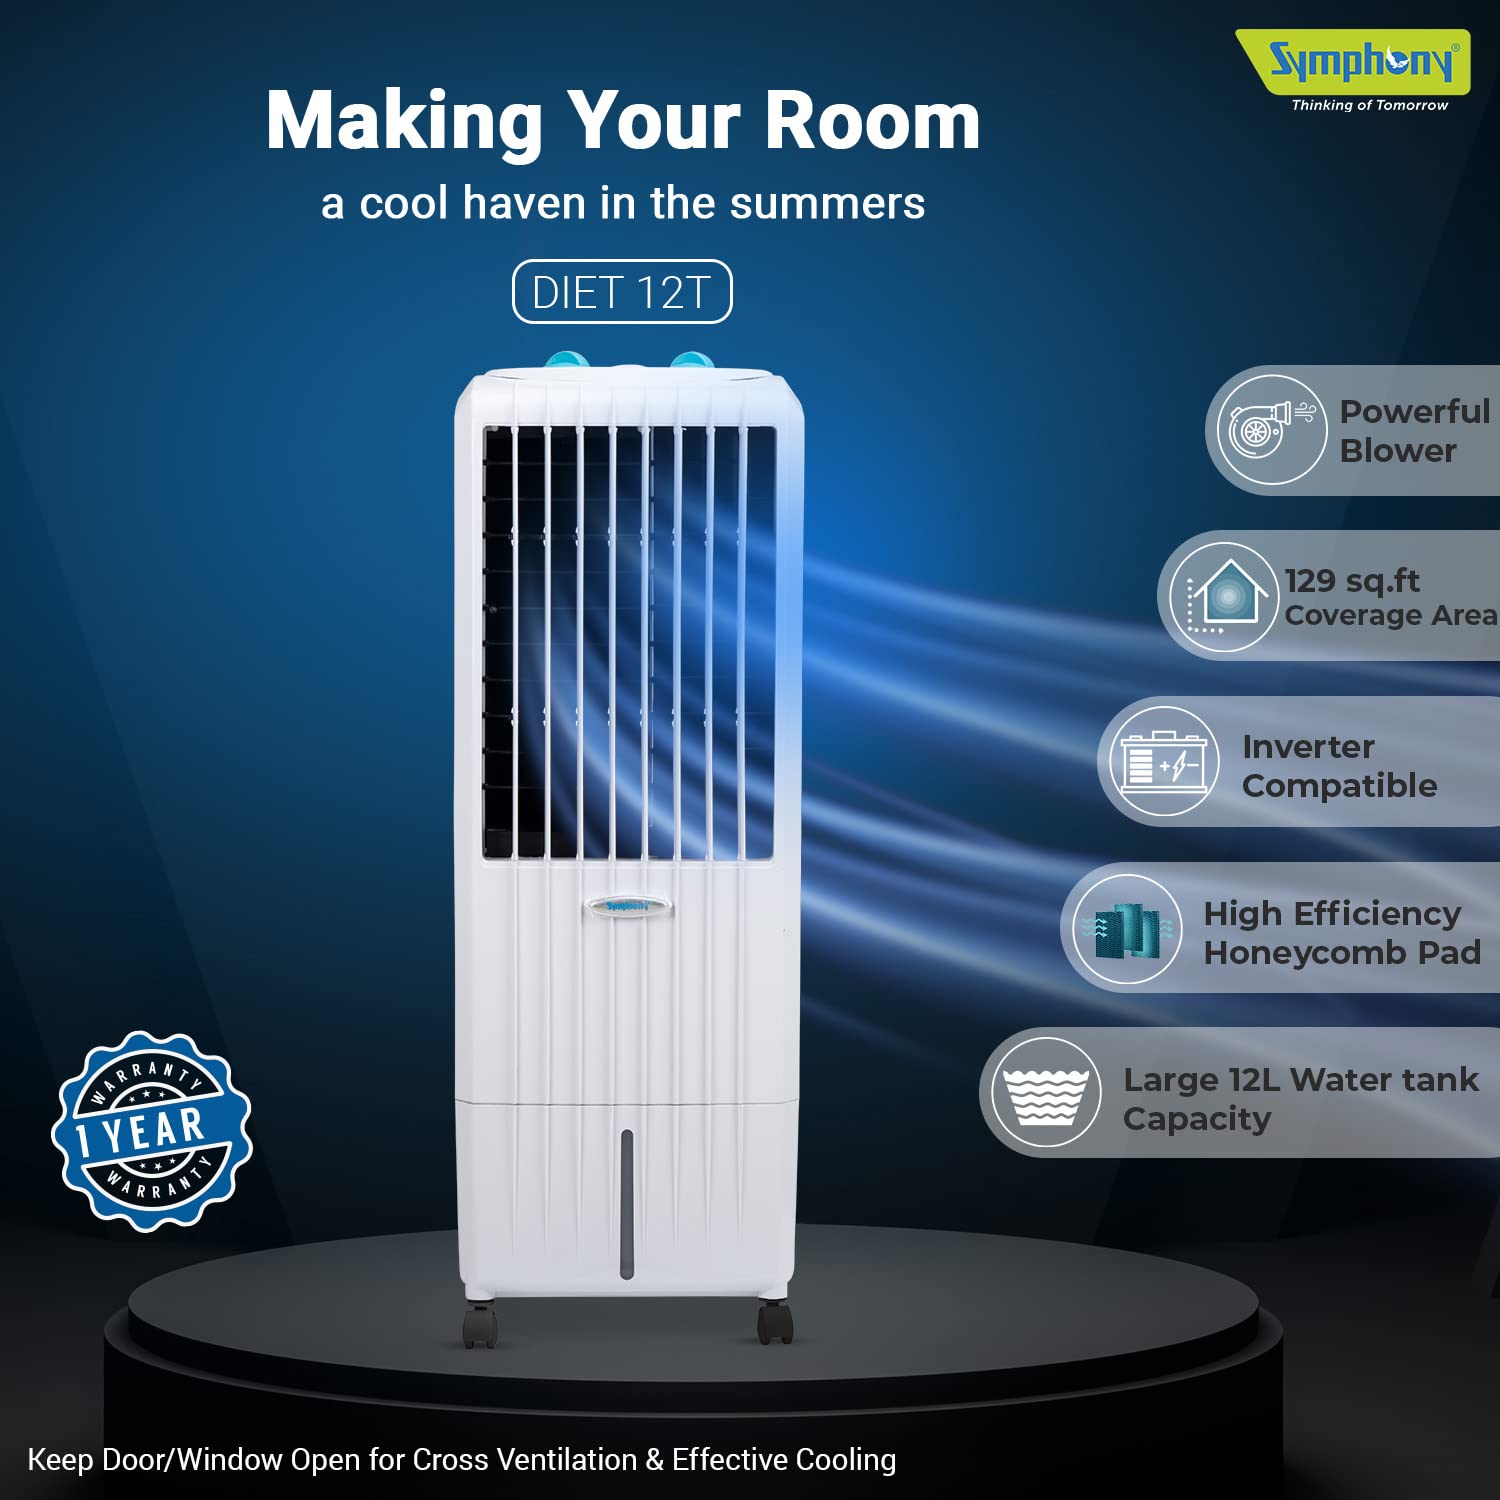 Symphony®
Thinking of Tomorrow
Making Your Room
a cool haven in the summers
DIET 12T
Powerful
Blower
129 sq.ft
Coverage Area
Inverter
Compatible
High Efficiency
Honeycomb Pad
Large 12L Water tank
Capacity
Symphony
WARRANTY
1 YEAR
WARRANTY
Keep Door/Window Open for Cross Ventilation & Effective Cooling